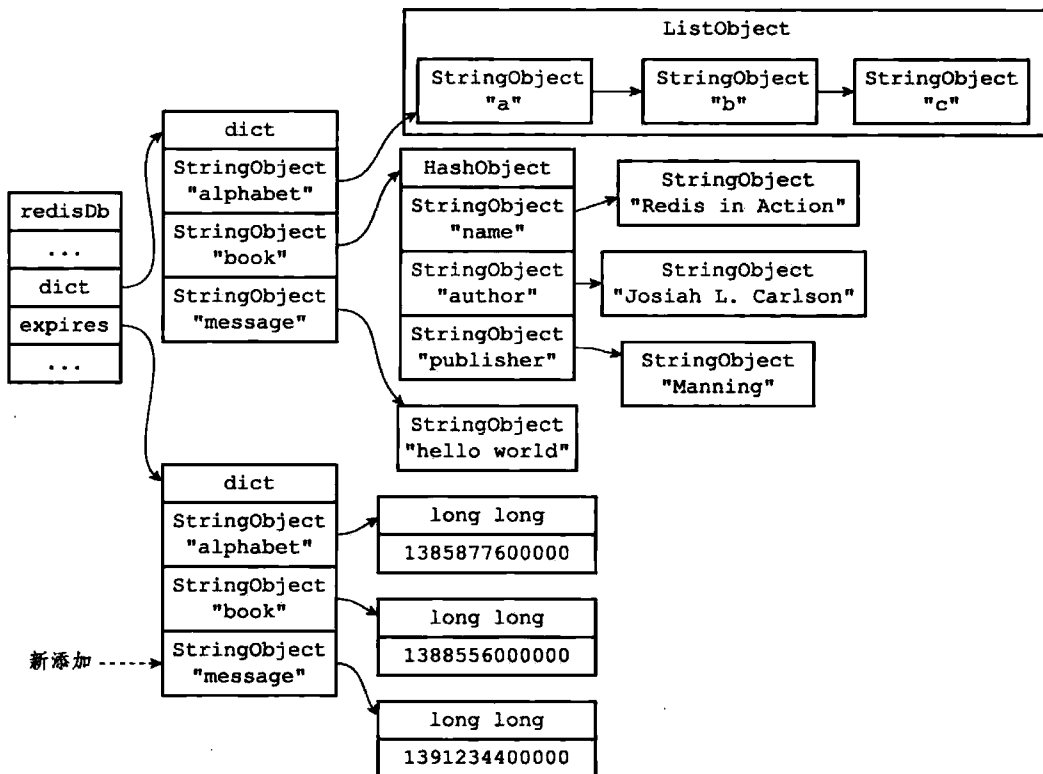 redisDb
...
dict
expires
...
dict
StringObject
"alphabet"
StringObject
"book"
StringObject
"message"
ListObject
StringObject
"a"
StringObject
"b"
StringObject
"c"
HashObject
StringObject
"name"
StringObject
"author"
StringObject
"publisher"
StringObject
"Redis in Action"
StringObject
"Josiah L. Carlson"
StringObject
"Manning"
StringObject
"hello world"
dict
StringObject
"alphabet"
StringObject
"book"
新添加
StringObject
"message"
long long
1385877600000
long long
1388556000000
long long
1391234400000